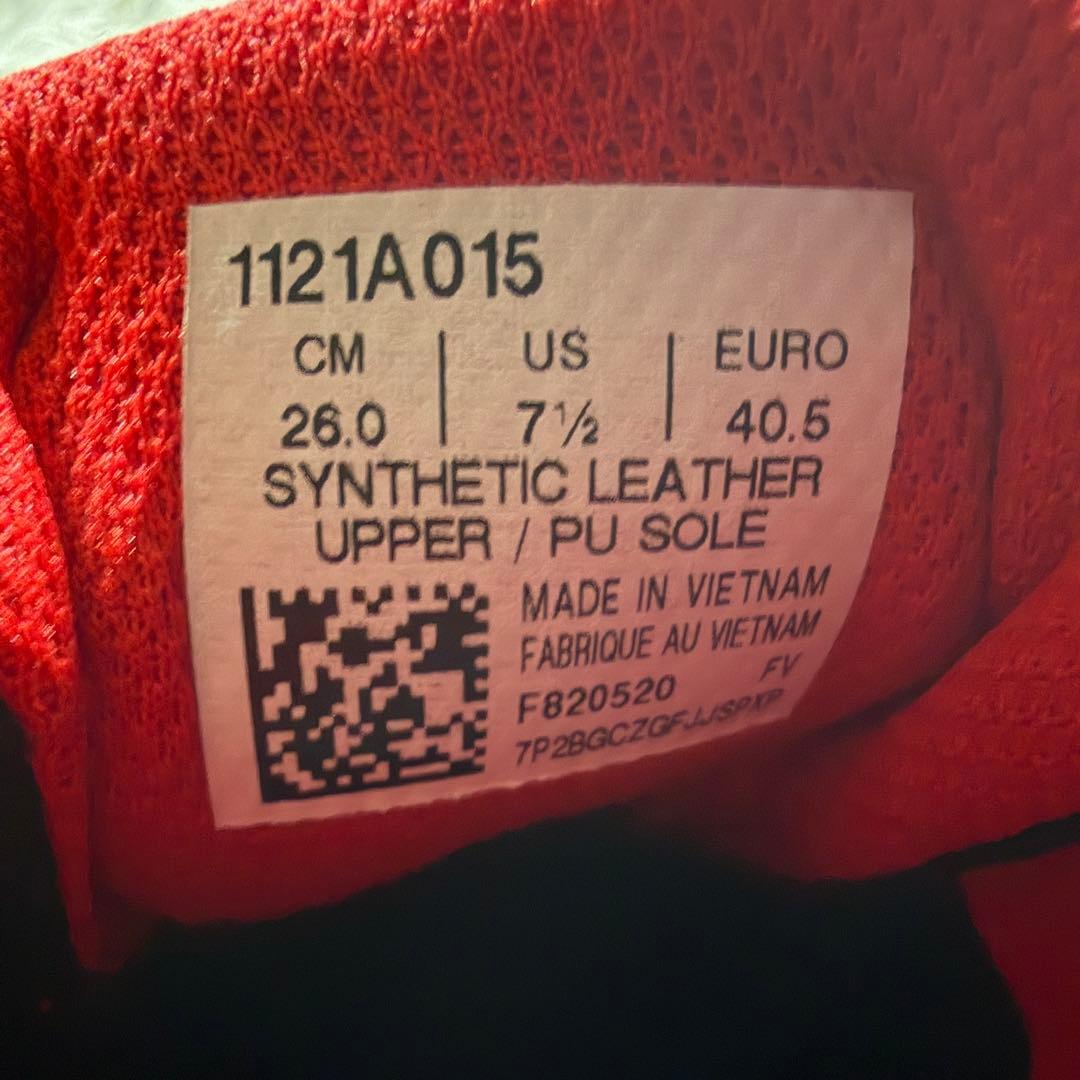 1121A015
CM | US | EURO
26.0 | 7½ | 40.5
SYNTHETIC LEATHER
UPPER / PU SOLE
MADE IN VIETNAM
FABRIQUE AU VIETNAM
FV
F820520
7P2BGCZGFJJSPXP